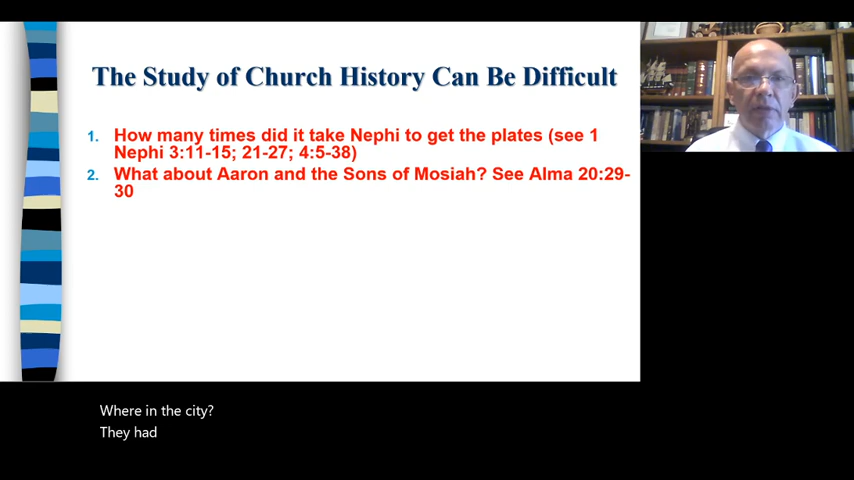 The Study of Church History Can Be Difficult
1. How many times did it take Nephi to get the plates (see 1
Nephi 3:11-15; 21-27; 4:5-38)
2. What about Aaron and the Sons of Mosiah? See Alma 20:29-
30
Where in the city?
They had